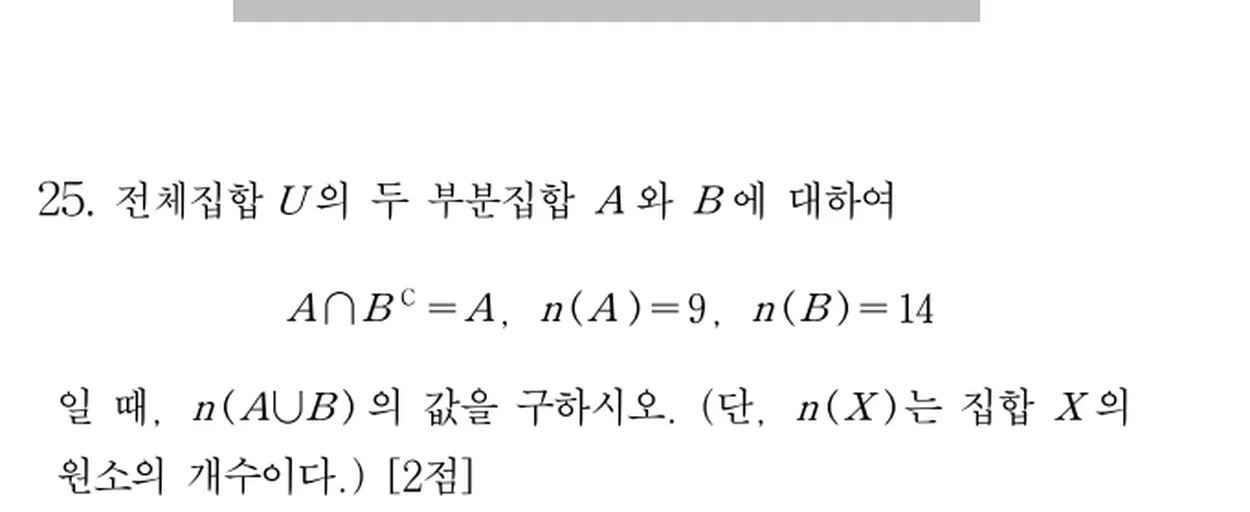 25. 전체집합 U의 두 부분집합 A와 B에 대하여
A∩Bᶜ=A, n(A)=9, n(B)=14
일 때, n(A∪B)의 값을 구하시오. (단, n(X)는 집합 X의
원소의 개수이다.) [2점]